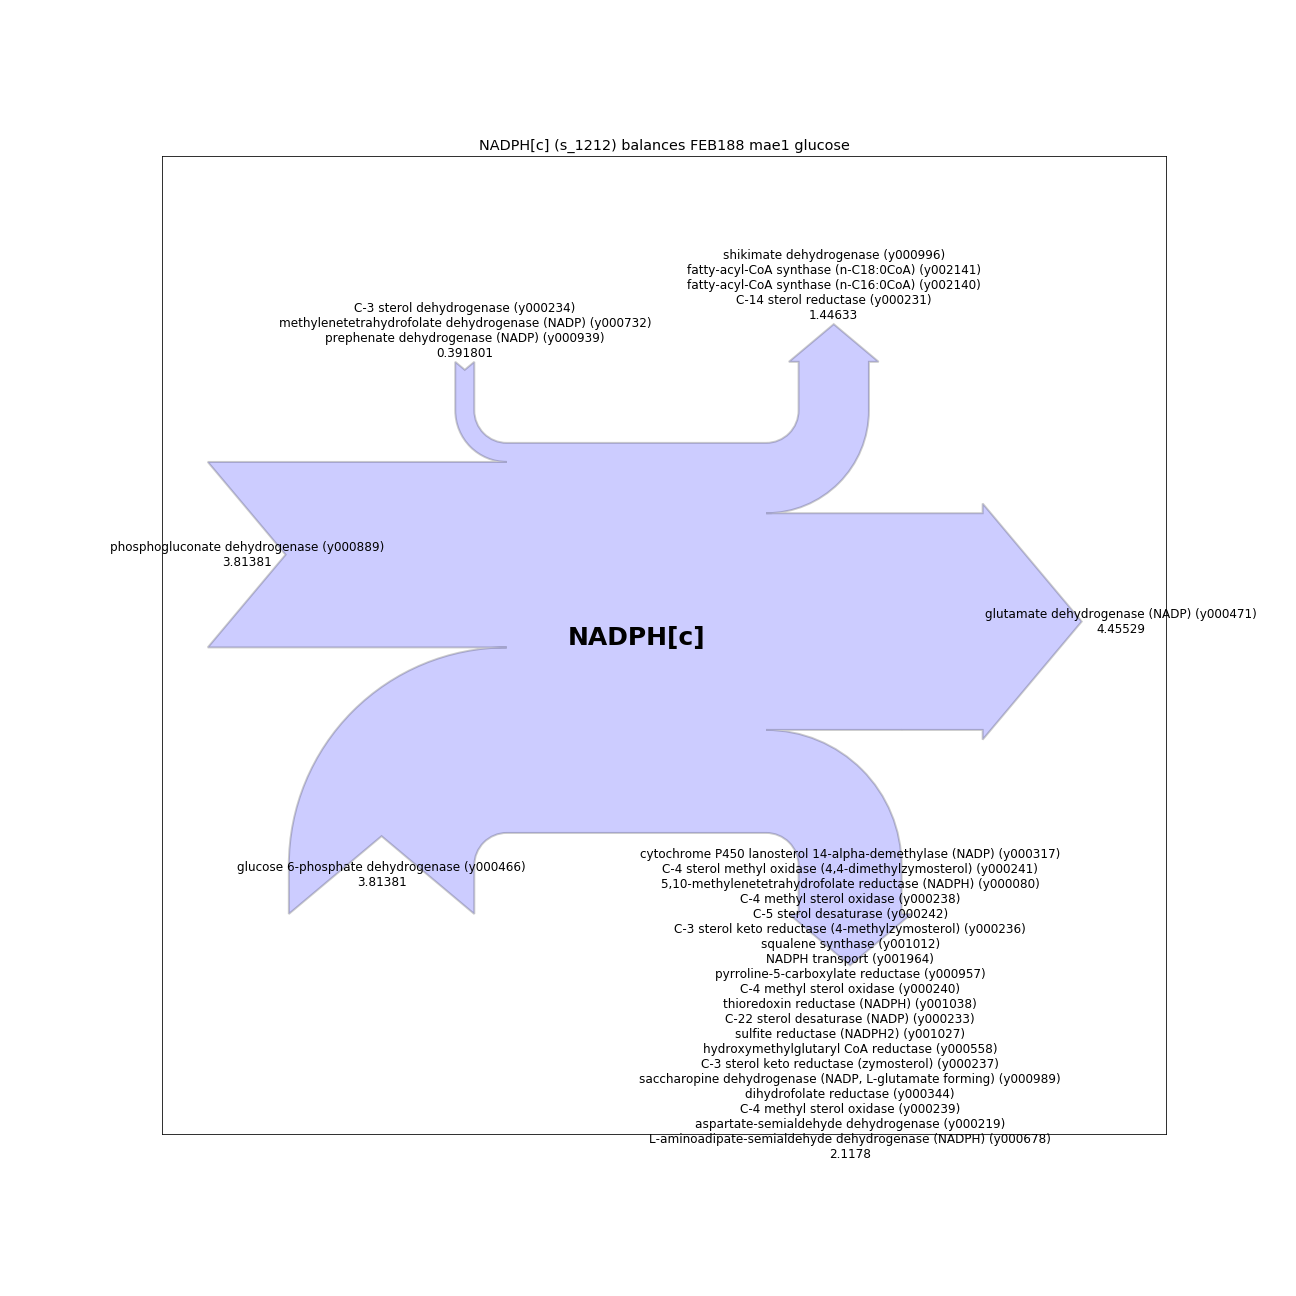 NADPH[c] (s_1212) balances FEB188 mae1 glucose
shikimate dehydrogenase (y000996)
fatty-acyl-CoA synthase (n-C18:0CoA) (y002141)
fatty-acyl-CoA synthase (n-C16:0CoA) (y002140)
C-14 sterol reductase (y000231)
1.44633
C-3 sterol dehydrogenase (y000234)
methylenetetrahydrofolate dehydrogenase (NADP) (y000732)
prephenate dehydrogenase (NADP) (y000939)
0.391801
phosphogluconate dehydrogenase (y000889)
3.81381
glutamate dehydrogenase (NADP) (y000471)
4.45529
NADPH[c]
glucose 6-phosphate dehydrogenase (y000466)
3.81381
cytochrome P450 lanosterol 14-alpha-demethylase (NADP) (y000317)
C-4 sterol methyl oxidase (4,4-dimethylzymosterol) (y000241)
5,10-methylenetetrahydrofolate reductase (NADPH) (y000080)
C-4 methyl sterol oxidase (y000238)
C-5 sterol desaturase (y000242)
C-3 sterol keto reductase (4-methylzymosterol) (y000236)
squalene synthase (y001012)
NADPH transport (y001964)
pyrroline-5-carboxylate reductase (y000957)
C-4 methyl sterol oxidase (y000240)
thioredoxin reductase (NADPH) (y001038)
C-22 sterol desaturase (NADP) (y000233)
sulfite reductase (NADPH2) (y001027)
hydroxymethylglutaryl CoA reductase (y000558)
C-3 sterol keto reductase (zymosterol) (y000237)
saccharopine dehydrogenase (NADP, L-glutamate forming) (y000989)
dihydrofolate reductase (y000344)
C-4 methyl sterol oxidase (y000239)
aspartate-semialdehyde dehydrogenase (y000219)
L-aminoadipate-semialdehyde dehydrogenase (NADPH) (y000678)
2.1178